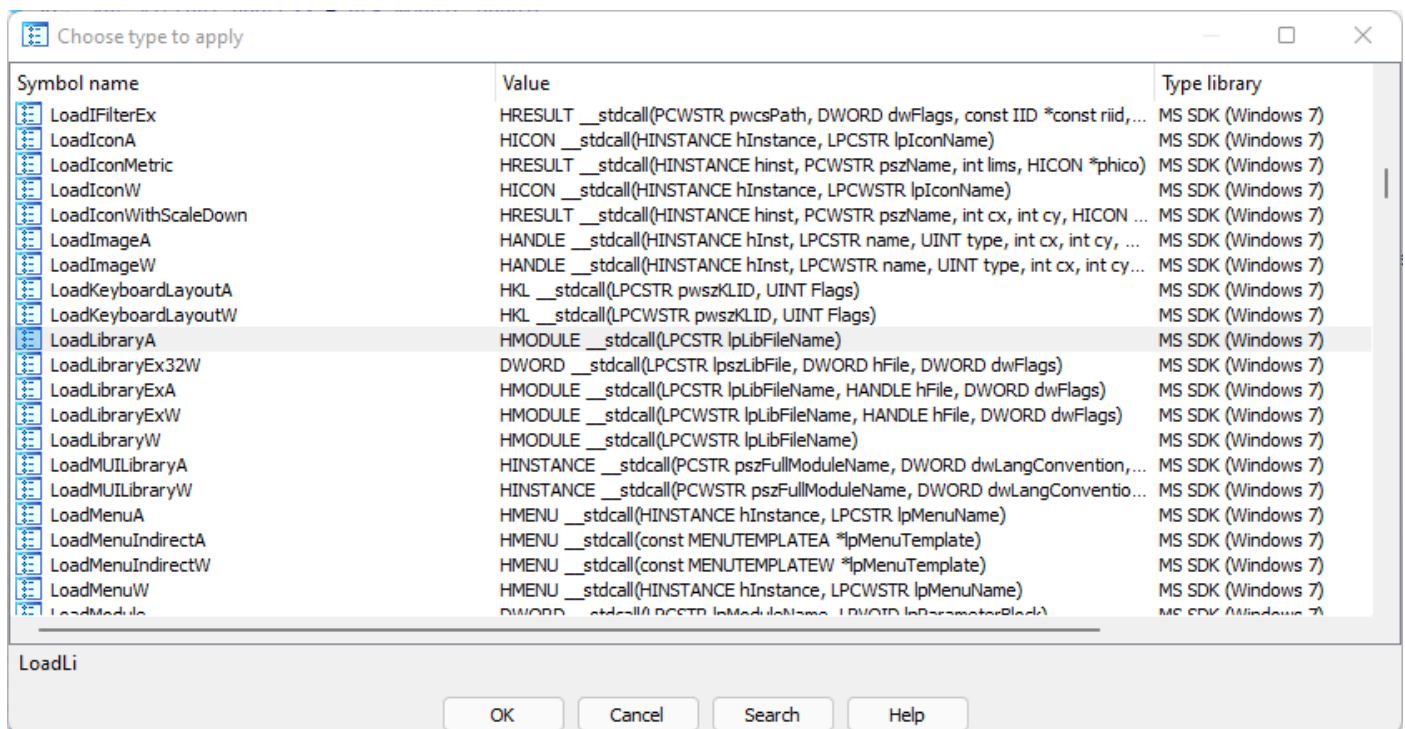 Choose type to apply
Symbol name Value Type library
LoadIFilterEx HRESULT __stdcall(PCWSTR pwcsPath, DWORD dwFlags, const IID *const riid,... MS SDK (Windows 7)
LoadIconA HICON __stdcall(HINSTANCE hInstance, LPCSTR lpIconName) MS SDK (Windows 7)
LoadIconMetric HRESULT __stdcall(HINSTANCE hinst, PCWSTR pszName, int lims, HICON *phico) MS SDK (Windows 7)
LoadIconW HICON __stdcall(HINSTANCE hInstance, LPCWSTR lpIconName) MS SDK (Windows 7)
LoadIconWithScaleDown HRESULT __stdcall(HINSTANCE hinst, PCWSTR pszName, int cx, int cy, HICON ... MS SDK (Windows 7)
LoadImageA HANDLE __stdcall(HINSTANCE hInst, LPCSTR name, UINT type, int cx, int cy, ... MS SDK (Windows 7)
LoadImageW HANDLE __stdcall(HINSTANCE hInst, LPCWSTR name, UINT type, int cx, int cy... MS SDK (Windows 7)
LoadKeyboardLayoutA HKL __stdcall(LPCSTR pwszKLID, UINT Flags) MS SDK (Windows 7)
LoadKeyboardLayoutW HKL __stdcall(LPCWSTR pwszKLID, UINT Flags) MS SDK (Windows 7)
LoadLibraryA HMODULE __stdcall(LPCSTR lpLibFileName) MS SDK (Windows 7)
LoadLibraryEx32W DWORD __stdcall(LPCSTR lpszLibFile, DWORD hFile, DWORD dwFlags) MS SDK (Windows 7)
LoadLibraryExA HMODULE __stdcall(LPCSTR lpLibFileName, HANDLE hFile, DWORD dwFlags) MS SDK (Windows 7)
LoadLibraryExW HMODULE __stdcall(LPCWSTR lpLibFileName, HANDLE hFile, DWORD dwFlags) MS SDK (Windows 7)
LoadLibraryW HMODULE __stdcall(LPCWSTR lpLibFileName) MS SDK (Windows 7)
LoadMUILibraryA HINSTANCE __stdcall(PCSTR pszFullModuleName, DWORD dwLangConvention,... MS SDK (Windows 7)
LoadMUILibraryW HINSTANCE __stdcall(PCWSTR pszFullModuleName, DWORD dwLangConventio... MS SDK (Windows 7)
LoadMenuA HMENU __stdcall(HINSTANCE hInstance, LPCSTR lpMenuName) MS SDK (Windows 7)
LoadMenuIndirectA HMENU __stdcall(const MENUTEMPLATEA *lpMenuTemplate) MS SDK (Windows 7)
LoadMenuIndirectW HMENU __stdcall(const MENUTEMPLATEW *lpMenuTemplate) MS SDK (Windows 7)
LoadMenuW HMENU __stdcall(HINSTANCE hInstance, LPCWSTR lpMenuName) MS SDK (Windows 7)
LoadModule DWORD __stdcall(LPCSTR lpModuleName, LPVOID lpParameterBlock) MS SDK (Windows 7)
LoadLi
OK Cancel Search Help